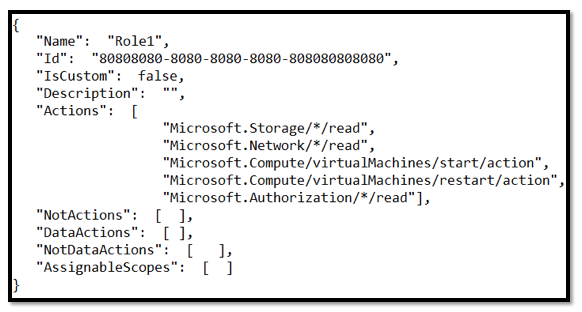 {
"Name": "Role1",
"Id": "80808080-8080-8080-8080-808080808080",
"IsCustom": false,
"Description": "",
"Actions": [
"Microsoft.Storage/*/read",
"Microsoft.Network/*/read",
"Microsoft.Compute/virtualMachines/start/action",
"Microsoft.Compute/virtualMachines/restart/action",
"Microsoft.Authorization/*/read"],
"NotActions": [ ],
"DataActions": [ ],
"NotDataActions": [ ],
"AssignableScopes": [ ]
}